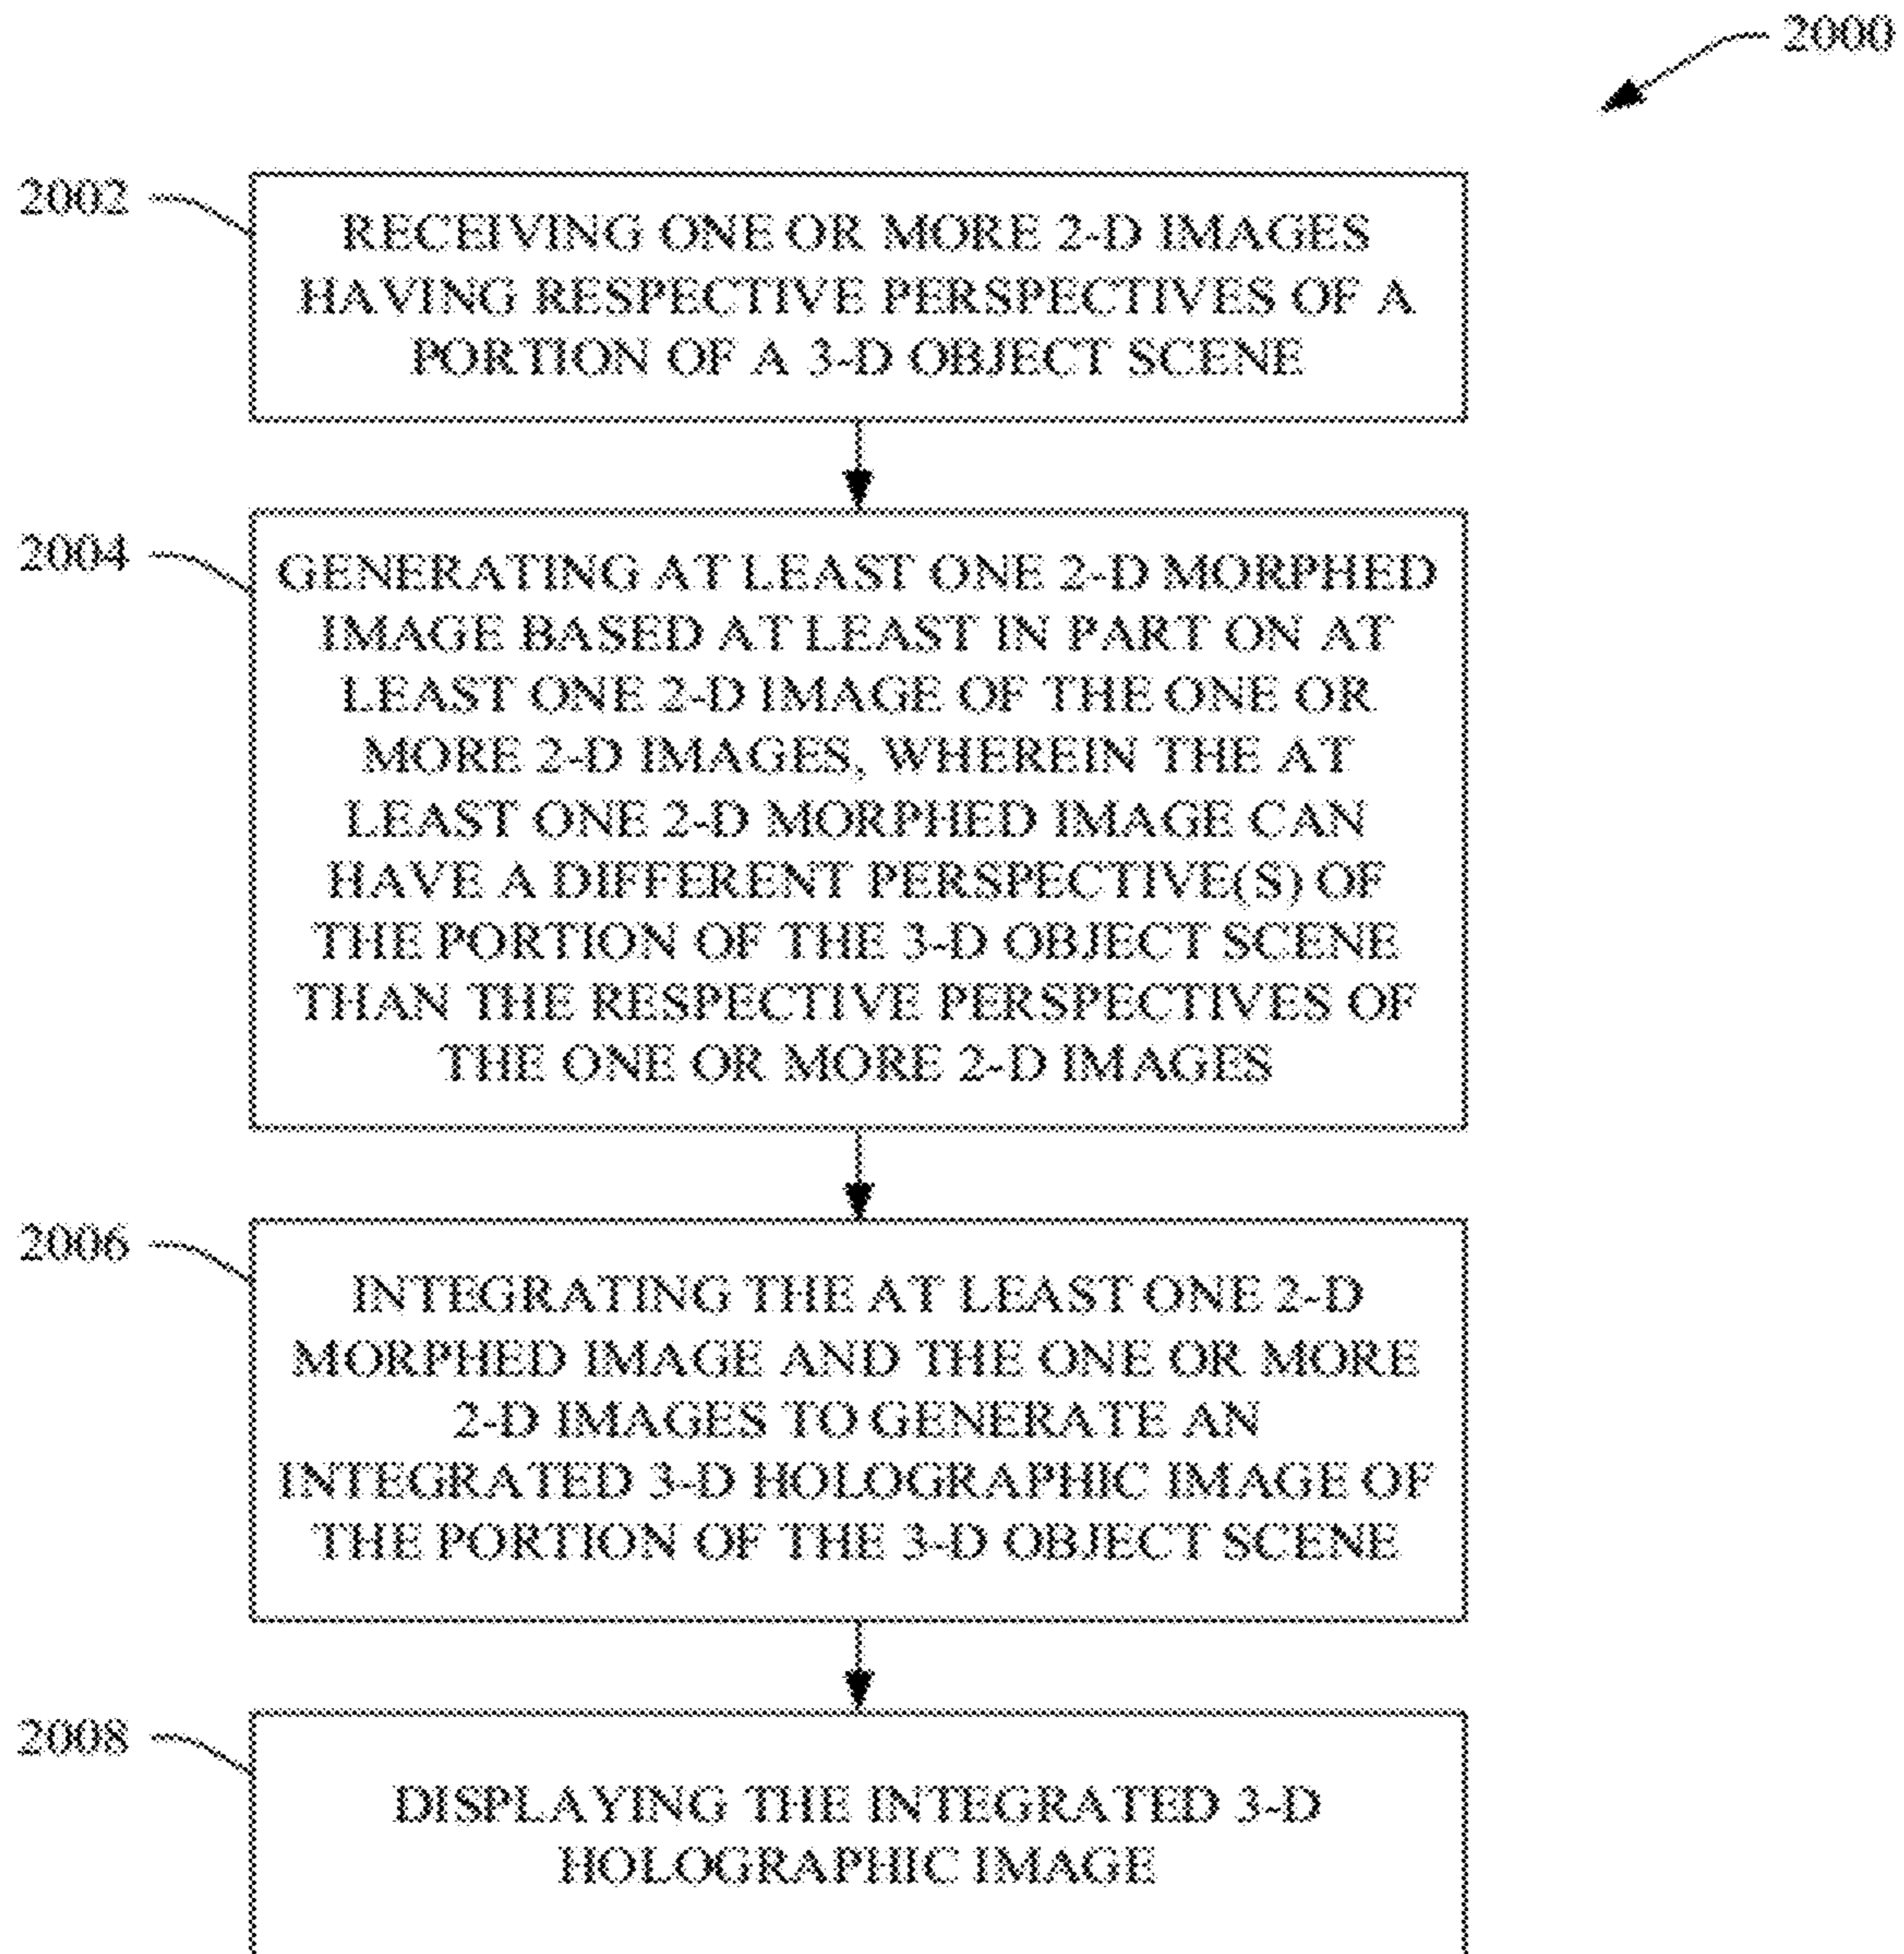 2000
2002
RECEIVING ONE OR MORE 2-D IMAGES
HAVING RESPECTIVE PERSPECTIVES OF A
PORTION OF A 3-D OBJECT SCENE
2004
GENERATING AT LEAST ONE 2-D MORPHED
IMAGE BASED AT LEAST IN PART ON AT
LEAST ONE 2-D IMAGE OF THE ONE OR
MORE 2-D IMAGES, WHEREIN THE AT
LEAST ONE 2-D MORPHED IMAGE CAN
HAVE A DIFFERENT PERSPECTIVE(S) OF
THE PORTION OF THE 3-D OBJECT SCENE
THAN THE RESPECTIVE PERSPECTIVES OF
THE ONE OR MORE 2-D IMAGES
2006
INTEGRATING THE AT LEAST ONE 2-D
MORPHED IMAGE AND THE ONE OR MORE
2-D IMAGES TO GENERATE AN
INTEGRATED 3-D HOLOGRAPHIC IMAGE OF
THE PORTION OF THE 3-D OBJECT SCENE
2008
DISPLAYING THE INTEGRATED 3-D
HOLOGRAPHIC IMAGE